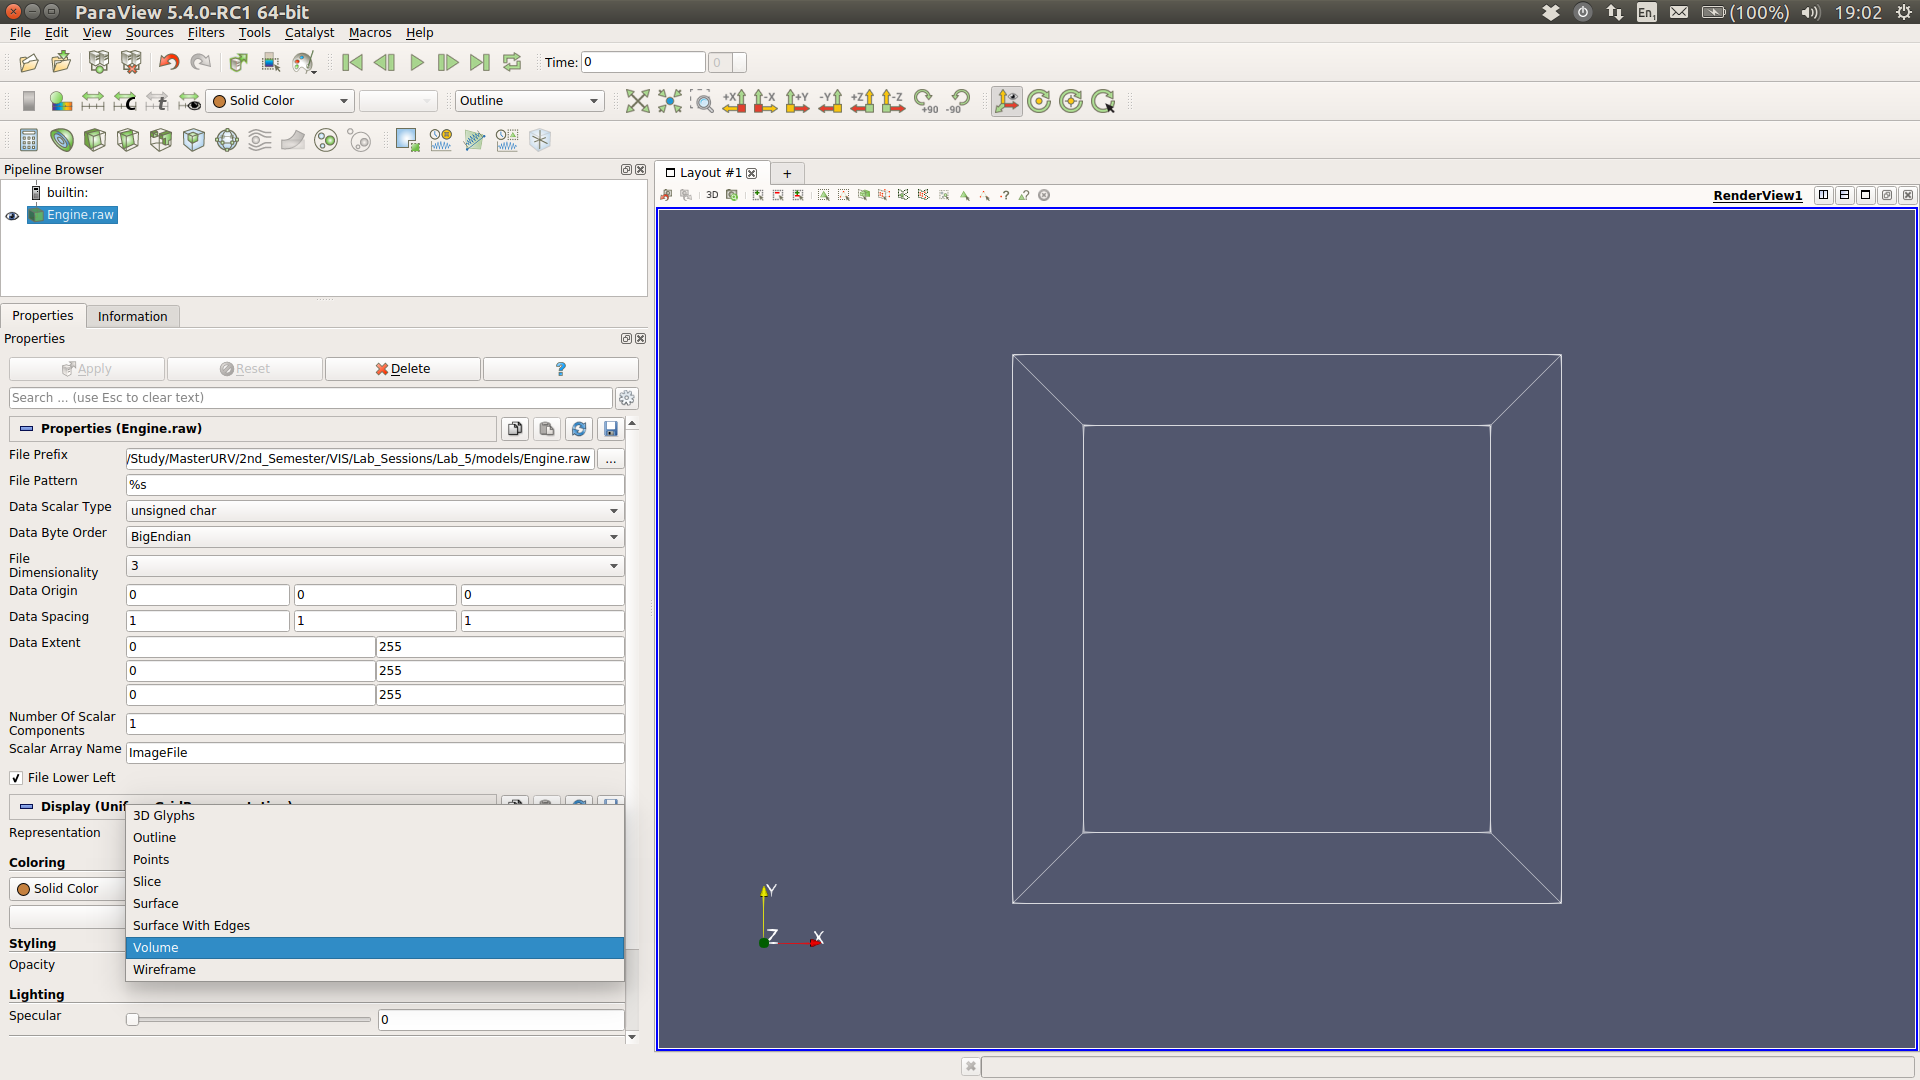 ParaView 5.4.0-RC1 64-bit
En1 (100%) 19:02
File Edit View Sources Filters Tools Catalyst Macros Help
Time: 0 0
C t Solid Color Outline +X -X +Y -Y +Z -Z +90 -90
Pipeline Browser
builtin:
Engine.raw
Properties Information
Properties
Apply Reset Delete ?
Search ... (use Esc to clear text)
Properties (Engine.raw)
File Prefix /Study/MasterURV/2nd_Semester/VIS/Lab_Sessions/Lab_5/models/Engine.raw ...
File Pattern %s
Data Scalar Type unsigned char
Data Byte Order BigEndian
File
Dimensionality 3
Data Origin 0 0 0
Data Spacing 1 1 1
Data Extent 0 255
0 255
0 255
Number Of Scalar
Components 1
Scalar Array Name ImageFile
File Lower Left
Representation
3D Glyphs
Outline
Points
Slice
Surface
Surface With Edges
Volume
Wireframe
Coloring
Solid Color
Styling
Opacity
Lighting
Specular 0
Layout #1 +
3D ? ? RenderView1
Y
Z X